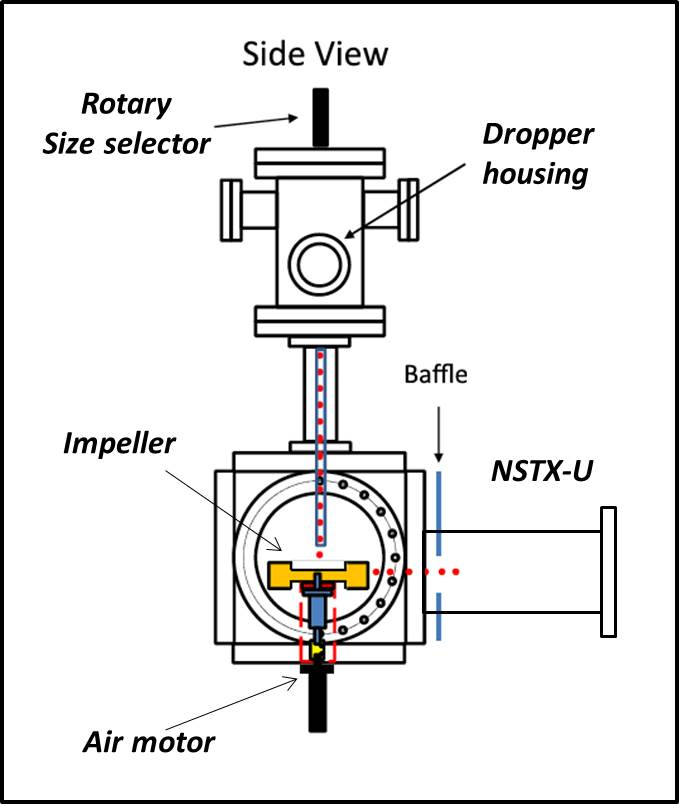 Side View
Rotary
Size selector
Dropper
housing
Baffle
Impeller
NSTX-U
Air motor